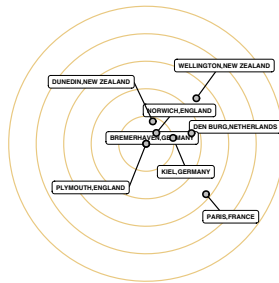 WELLINGTON,NEW ZEALAND
DUNEDIN,NEW ZEALAND
NORWICH,ENGLAND
DEN BURG,NETHERLANDS
BREMERHAVEN,GERMANY
KIEL,GERMANY
PLYMOUTH,ENGLAND
PARIS,FRANCE